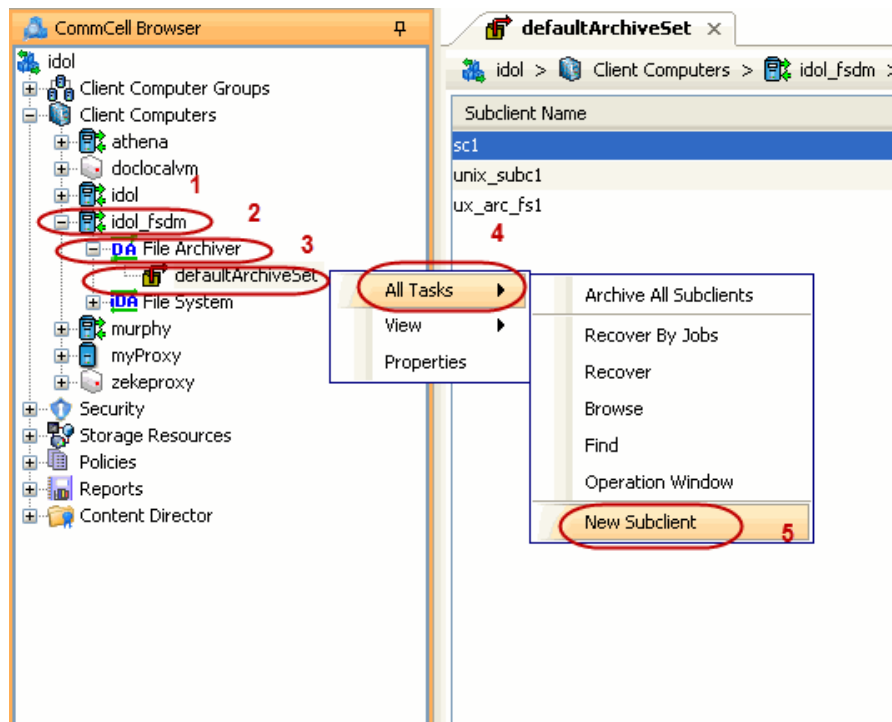 CommCell Browser
idol
Client Computer Groups
Client Computers
athena
doclocalvm
1
idol
idol_fsdm
2
DA File Archiver
3
defaultArchiveSet
iDA File System
murphy
myProxy
zekeproxy
Security
Storage Resources
Policies
Reports
Content Director
defaultArchiveSet
idol > Client Computers > idol_fsdm >
Subclient Name
sc1
unix_subc1
ux_arc_fs1
4
All Tasks
View
Properties
Archive All Subclients
Recover By Jobs
Recover
Browse
Find
Operation Window
New Subclient
5